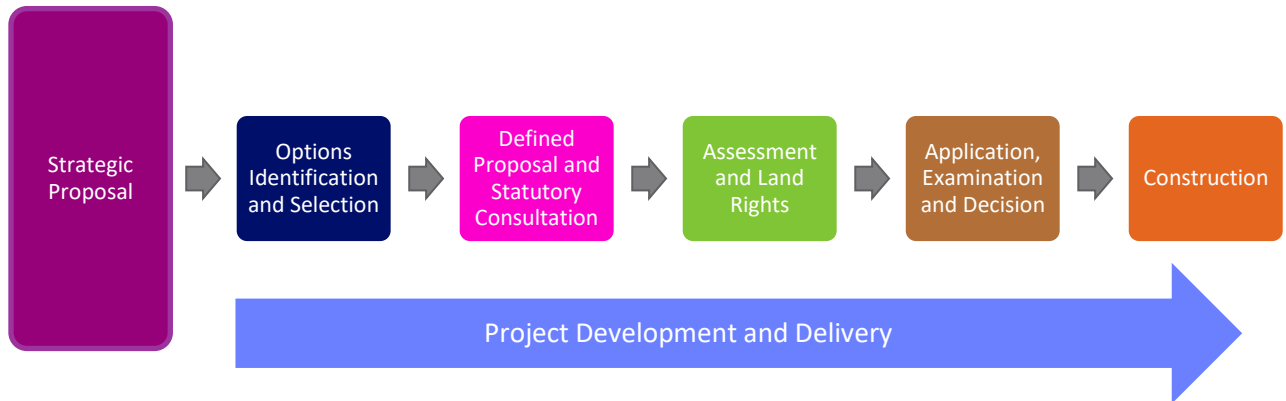 Strategic
Proposal
Options
Identification
and Selection
Defined
Proposal and
Statutory
Consultation
Assessment
and Land
Rights
Application,
Examination
and Decision
Construction
Project Development and Delivery